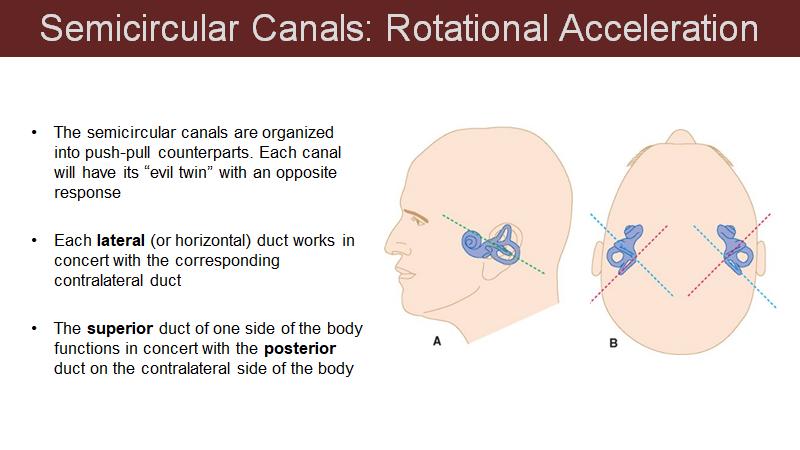 Semicircular Canals: Rotational Acceleration
• The semicircular canals are organized
into push-pull counterparts. Each canal
will have its “evil twin” with an opposite
response
• Each lateral (or horizontal) duct works in
concert with the corresponding
contralateral duct
• The superior duct of one side of the body
functions in concert with the posterior
duct on the contralateral side of the body
A
B